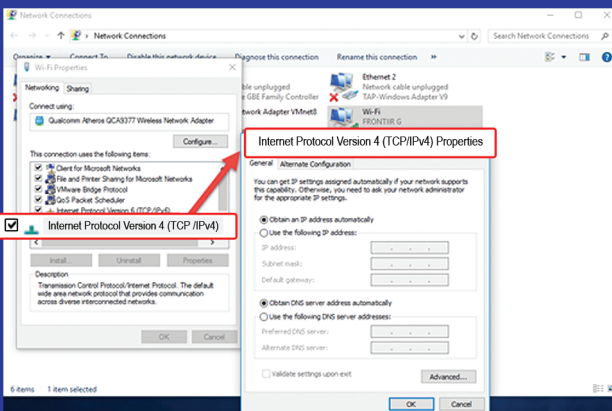 Network Connections
Network Connections
Search Network Connections
Organize
Connect To
Disable this network device
Diagnose this connection
Rename this connection
»
Wi-Fi Properties
Networking
Sharing
Connect using:
Qualcomm Atheros QCA9377 Wireless Network Adapter
Configure...
This connection uses the following items:
Client for Microsoft Networks
File and Printer Sharing for Microsoft Networks
VMware Bridge Protocol
QoS Packet Scheduler
Internet Protocol Version 6 (TCP/IPv6)
Internet Protocol Version 4 (TCP /IPv4)
Install...
Uninstall
Properties
Description
Transmission Control Protocol/Internet Protocol. The default
wide area network protocol that provides communication
across diverse interconnected networks.
OK
Cancel
ble unplugged
e GBE Family Controller
twork Adapter VMnet8
Ethernet 2
Network cable unplugged
TAP-Windows Adapter V9
Wi-Fi
FRONTIIR G
Internet Protocol Version 4 (TCP/IPv4) Properties
General
Alternate Configuration
You can get IP settings assigned automatically if your network supports
this capability. Otherwise, you need to ask your network administrator
for the appropriate IP settings.
Obtain an IP address automatically
Use the following IP address:
IP address:
Subnet mask:
Default gateway:
Obtain DNS server address automatically
Use the following DNS server addresses:
Preferred DNS server:
Alternate DNS server:
Validate settings upon exit
Advanced...
OK
Cancel
6 items
1 item selected